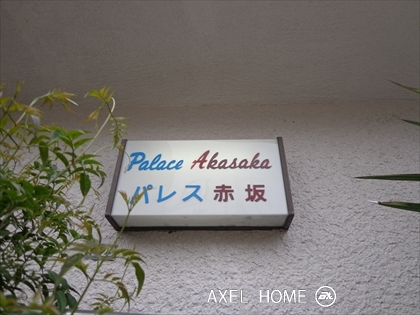 Palace Akasaka
パレス赤坂
AXEL HOME